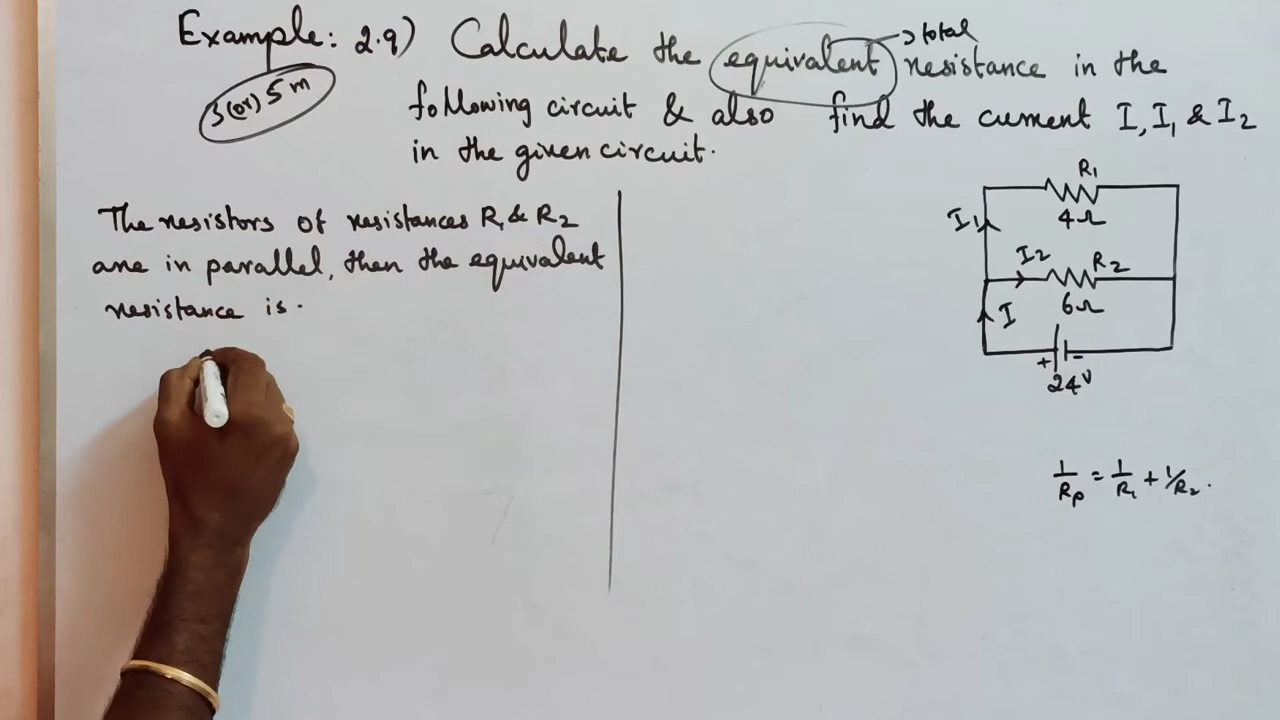 Example: 2.9) Calculate the equivalent resistance in the
→ total
3 (or) 5 m
following circuit & also find the current I, I₁ & I₂
in the given circuit.
The resistors of resistances R₁ & R₂
are in parallel, then the equivalent
resistance is.
R₁
4Ω
I₁
I₂
R₂
6Ω
I
+ -
24V
1/Rₚ = 1/R₁ + 1/R₂.